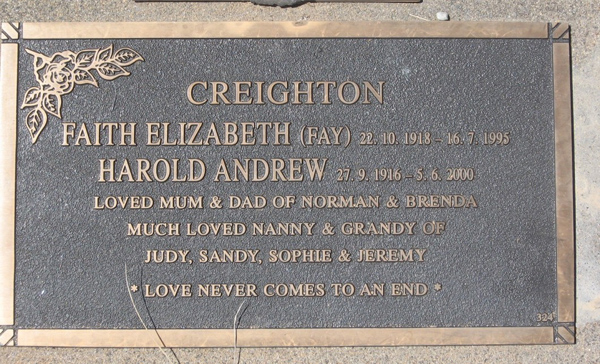 CREIGHTON
FAITH ELIZABETH (FAY) 22. 10. 1918 – 16. 7. 1995
HAROLD ANDREW 27. 9. 1916 – 5. 6. 2000
LOVED MUM & DAD OF NORMAN & BRENDA
MUCH LOVED NANNY & GRANDY OF
JUDY, SANDY, SOPHIE & JEREMY
* LOVE NEVER COMES TO AN END *
324